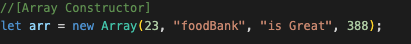 //[Array Constructor]
let arr = new Array(23, "foodBank", "is Great", 388);